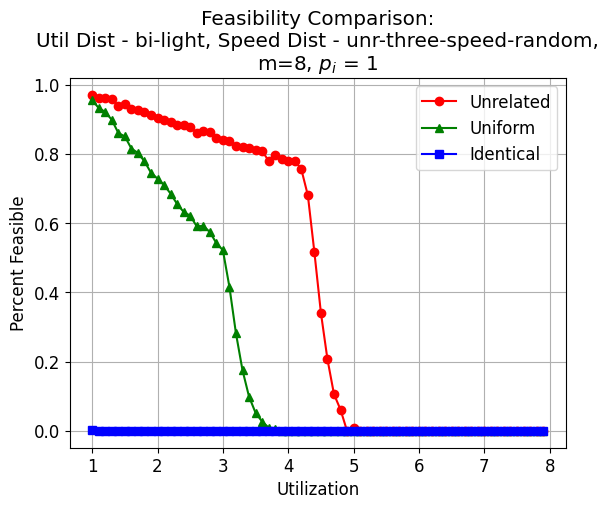 Feasibility Comparison:
Util Dist - bi-light, Speed Dist - unr-three-speed-random,
m=8, $p_i$ = 1
1.0
0.8
0.6
0.4
0.2
0.0
Percent Feasible
Unrelated
Uniform
Identical
1 2 3 4 5 6 7 8
Utilization